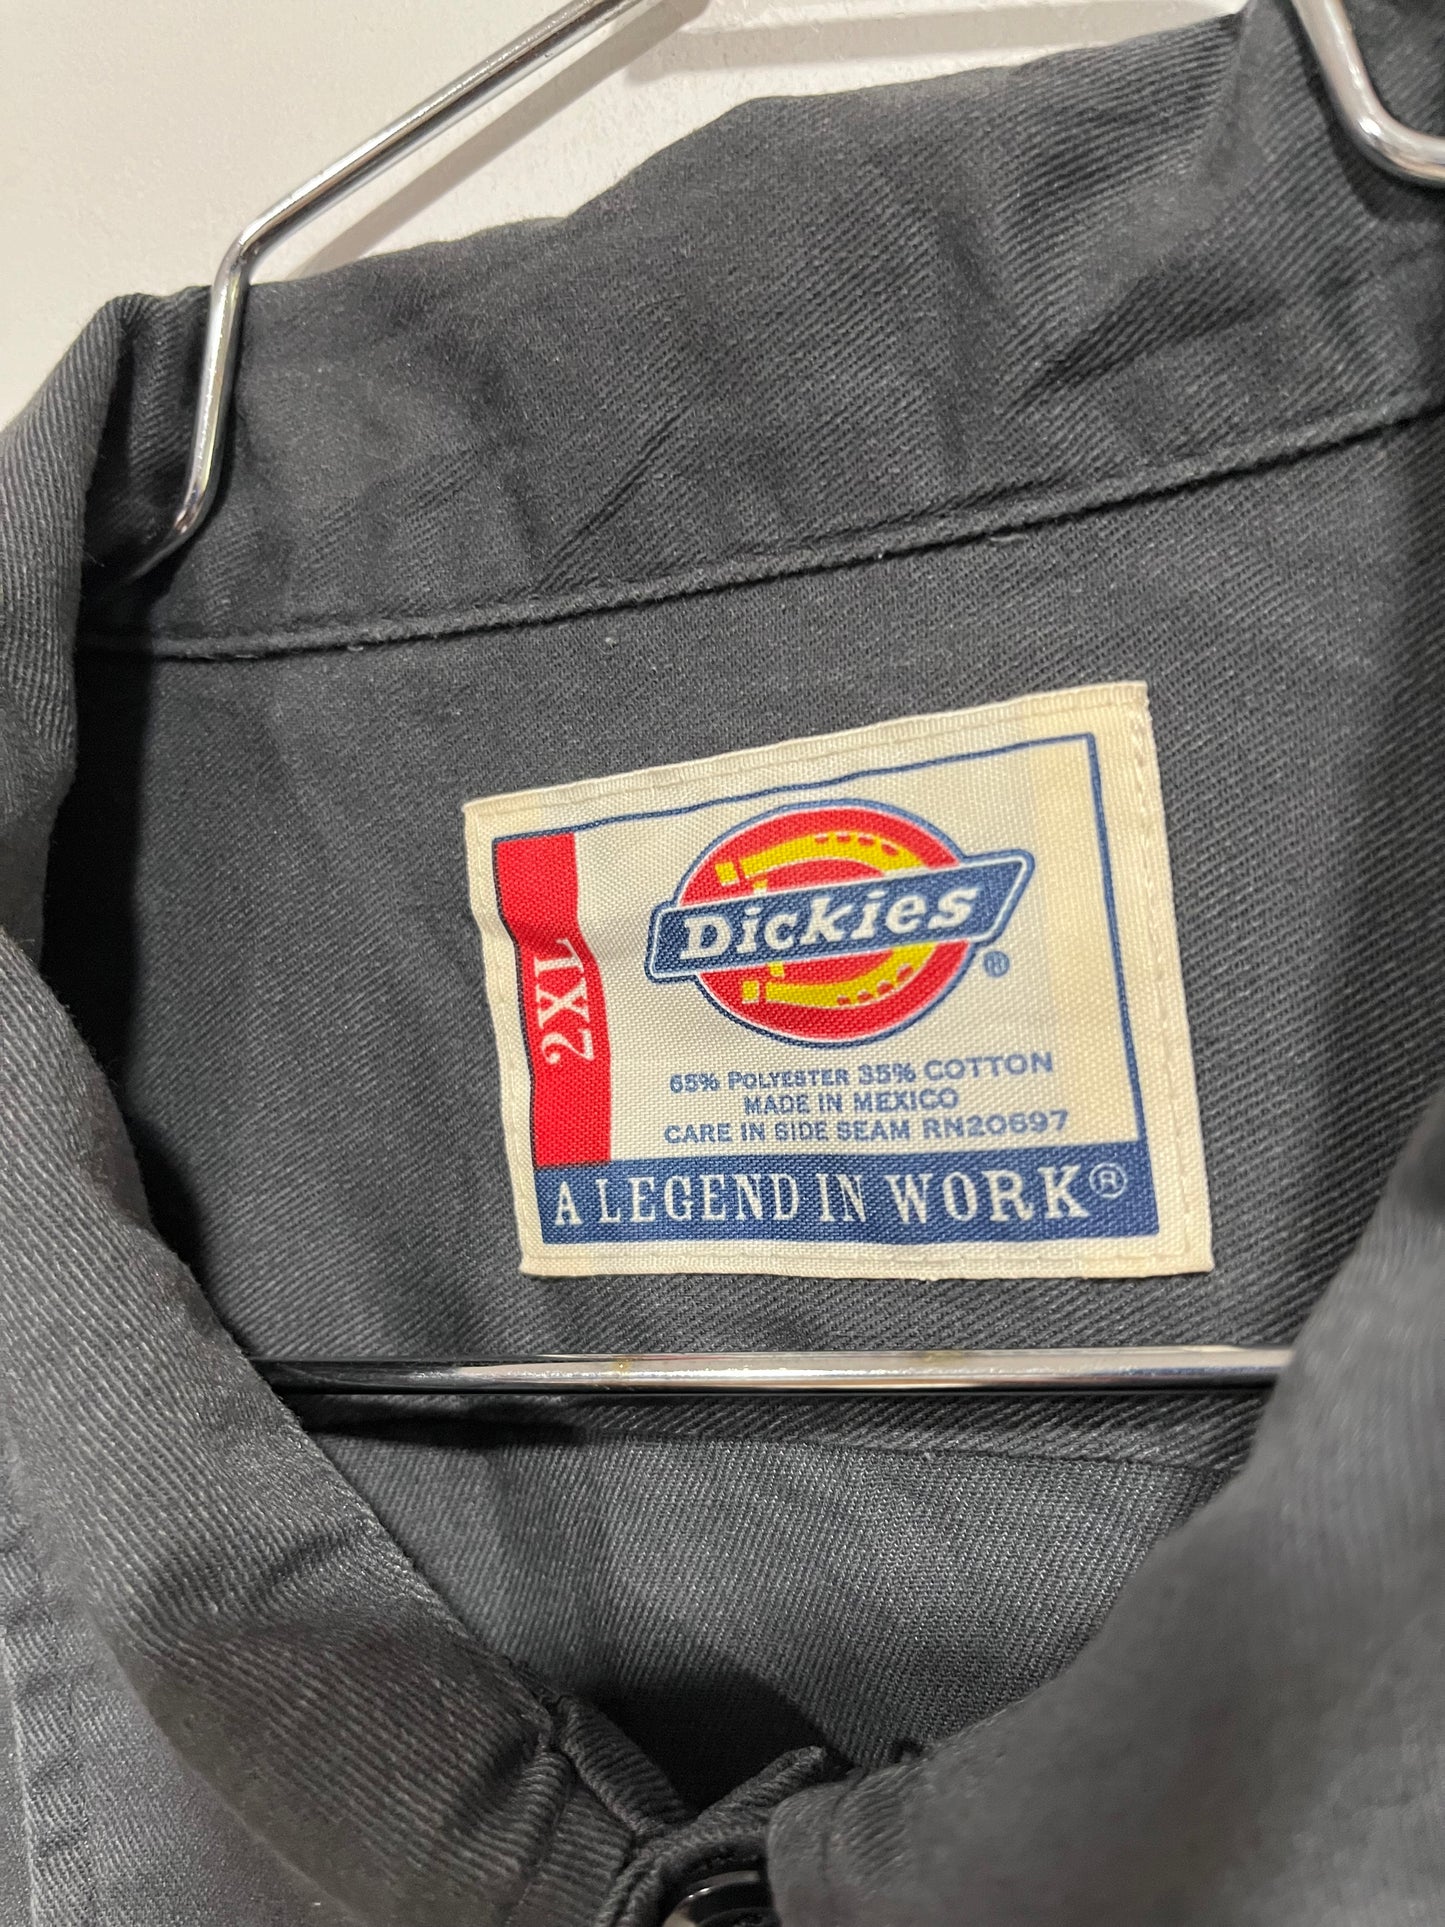 Dickies®
2XL
65% POLYESTER 35% COTTON
MADE IN MEXICO
CARE IN SIDE SEAM RN20697
A LEGEND IN WORK®